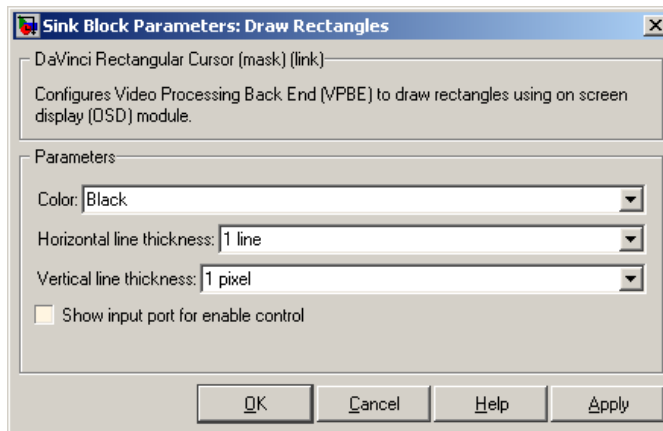 Sink Block Parameters: Draw Rectangles
DaVinci Rectangular Cursor (mask) (link)
Configures Video Processing Back End (VPBE) to draw rectangles using on screen
display (OSD) module.
Parameters
Color: Black
Horizontal line thickness: 1 line
Vertical line thickness: 1 pixel
Show input port for enable control
OK Cancel Help Apply